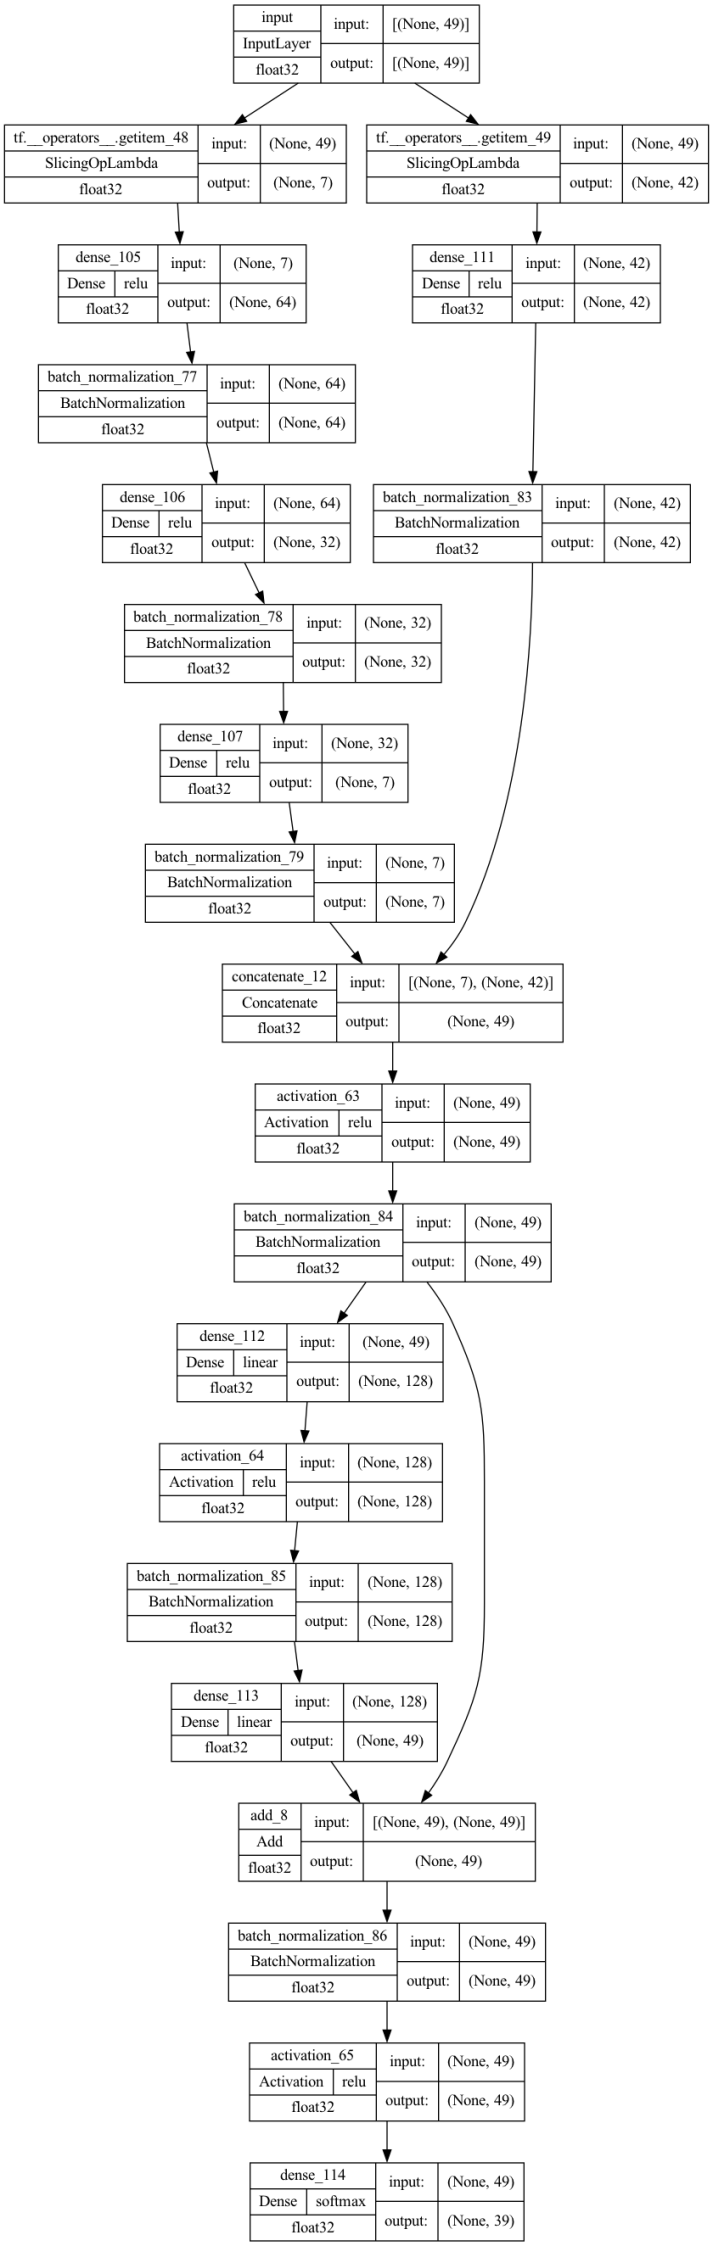 input
InputLayer
float32
input:
[(None, 49)]
output:
[(None, 49)]
tf.__operators__.getitem_48
SlicingOpLambda
float32
input:
(None, 49)
output:
(None, 7)
tf.__operators__.getitem_49
SlicingOpLambda
float32
input:
(None, 49)
output:
(None, 42)
dense_105
Dense
relu
float32
input:
(None, 7)
output:
(None, 64)
dense_111
Dense
relu
float32
input:
(None, 42)
output:
(None, 42)
batch_normalization_77
BatchNormalization
float32
input:
(None, 64)
output:
(None, 64)
dense_106
Dense
relu
float32
input:
(None, 64)
output:
(None, 32)
batch_normalization_83
BatchNormalization
float32
input:
(None, 42)
output:
(None, 42)
batch_normalization_78
BatchNormalization
float32
input:
(None, 32)
output:
(None, 32)
dense_107
Dense
relu
float32
input:
(None, 32)
output:
(None, 7)
batch_normalization_79
BatchNormalization
float32
input:
(None, 7)
output:
(None, 7)
concatenate_12
Concatenate
float32
input:
[(None, 7), (None, 42)]
output:
(None, 49)
activation_63
Activation
relu
float32
input:
(None, 49)
output:
(None, 49)
batch_normalization_84
BatchNormalization
float32
input:
(None, 49)
output:
(None, 49)
dense_112
Dense
linear
float32
input:
(None, 49)
output:
(None, 128)
activation_64
Activation
relu
float32
input:
(None, 128)
output:
(None, 128)
batch_normalization_85
BatchNormalization
float32
input:
(None, 128)
output:
(None, 128)
dense_113
Dense
linear
float32
input:
(None, 128)
output:
(None, 49)
add_8
Add
float32
input:
[(None, 49), (None, 49)]
output:
(None, 49)
batch_normalization_86
BatchNormalization
float32
input:
(None, 49)
output:
(None, 49)
activation_65
Activation
relu
float32
input:
(None, 49)
output:
(None, 49)
dense_114
Dense
softmax
float32
input:
(None, 49)
output:
(None, 39)